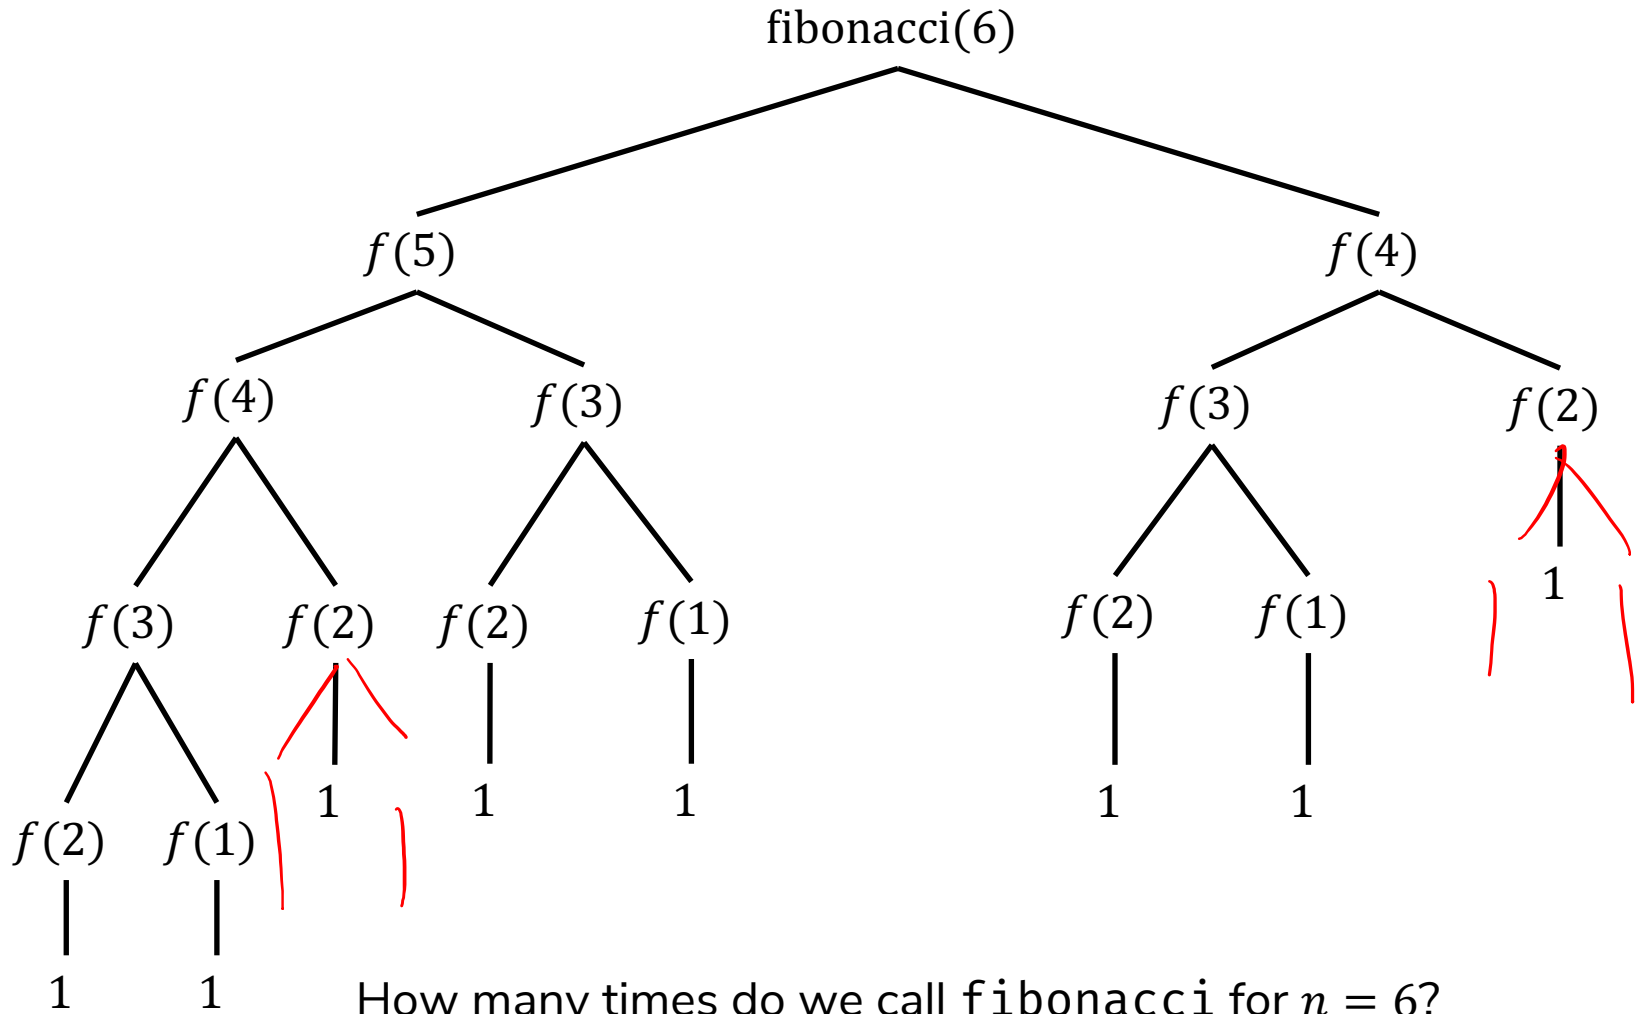 fibonacci(6)
f(5) f(4)
f(4) f(3) f(3) f(2)
f(3) f(2) f(2) f(1) f(2) f(1) 1
1 1 1 1 1
f(2) f(1)
1 1
How many times do we call fibonacci for n = 6?